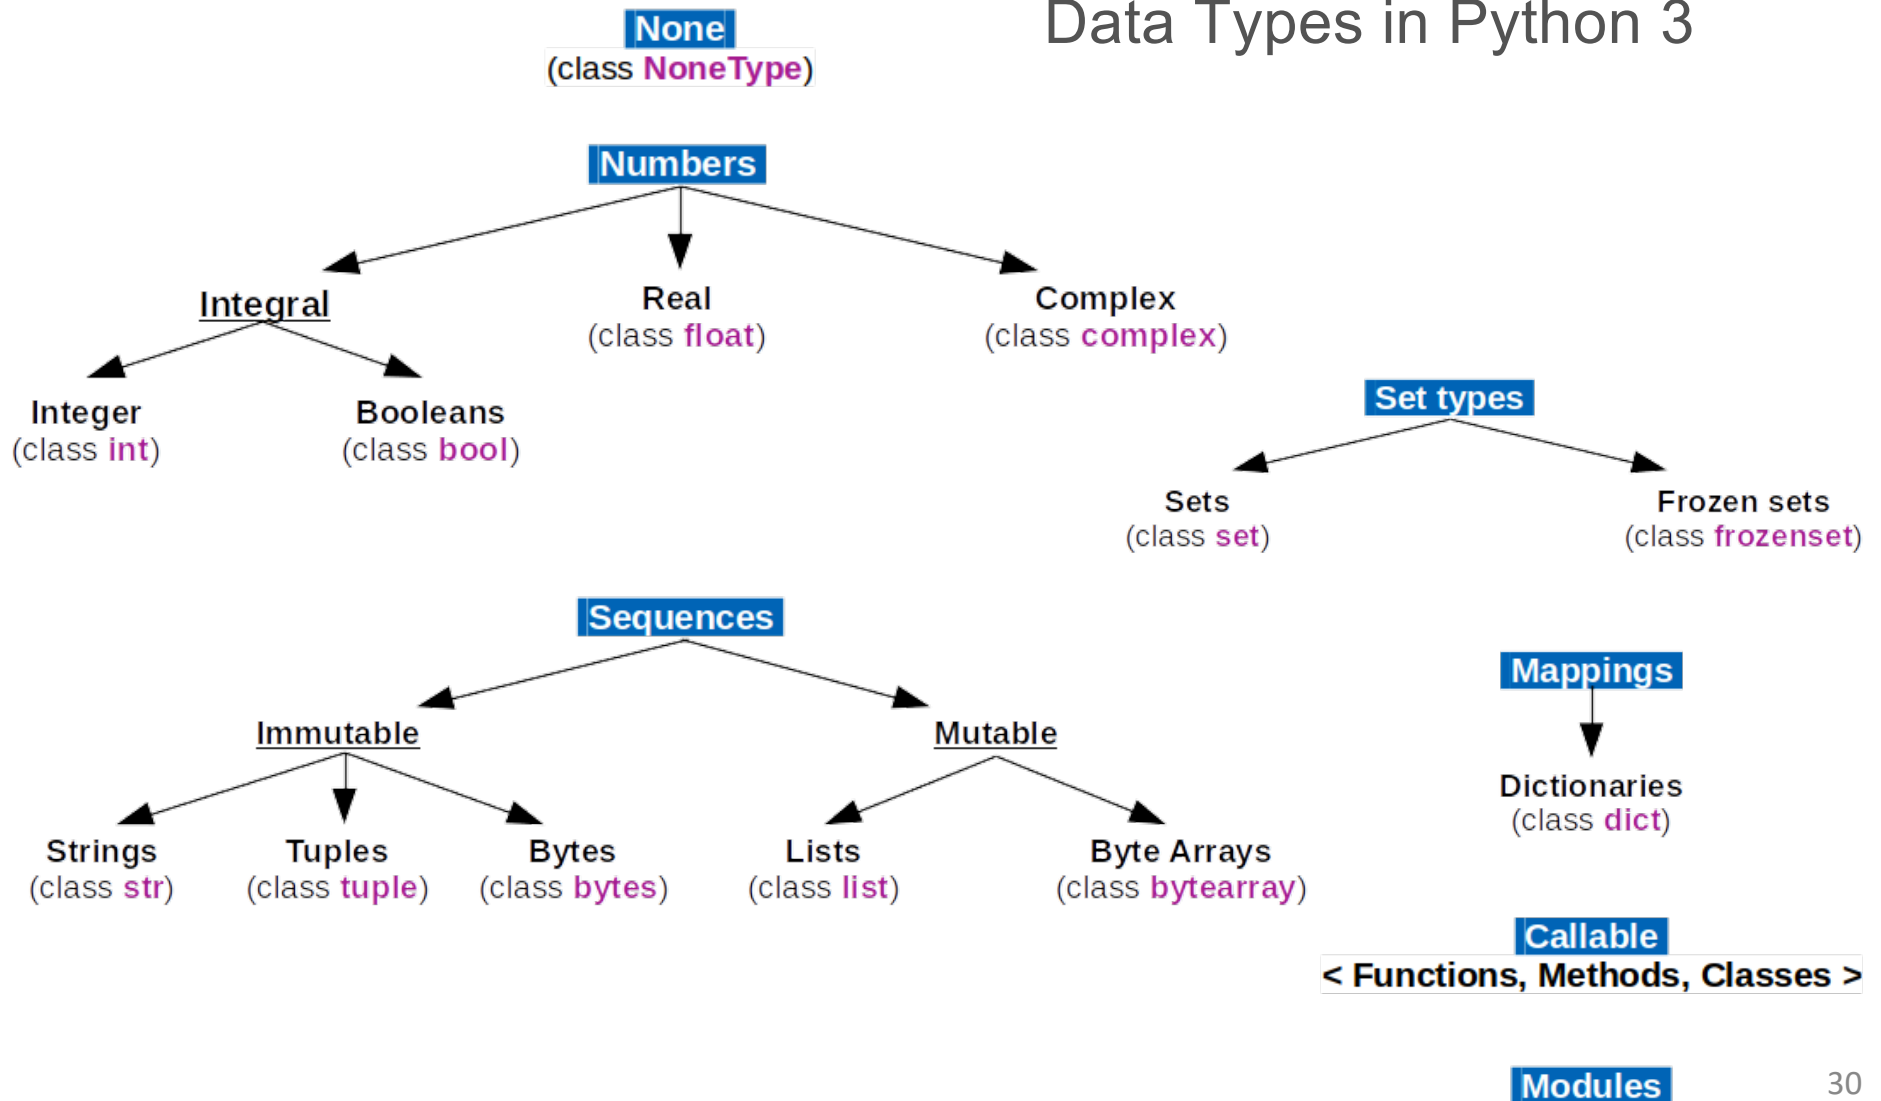 Data Types in Python 3
None
(class NoneType)
Numbers
Integral
Real
(class float)
Complex
(class complex)
Integer
(class int)
Booleans
(class bool)
Set types
Sets
(class set)
Frozen sets
(class frozenset)
Sequences
Immutable
Mutable
Strings
(class str)
Tuples
(class tuple)
Bytes
(class bytes)
Lists
(class list)
Byte Arrays
(class bytearray)
Mappings
Dictionaries
(class dict)
Callable
< Functions, Methods, Classes >
Modules
30